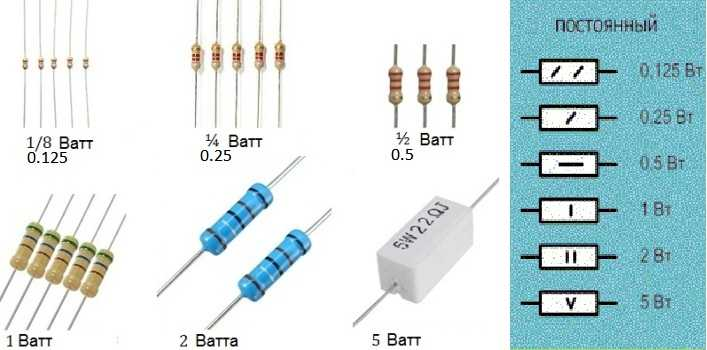 1/8 Ватт
0.125
¼ Ватт
0.25
½ Ватт
0.5
1 Ватт
2 Ватта
5W22ΩJ
5 Ватт
ПОСТОЯННЫЙ
0.125 Вт
0.25 Вт
0.5 Вт
1 Вт
2 Вт
V
5 Вт